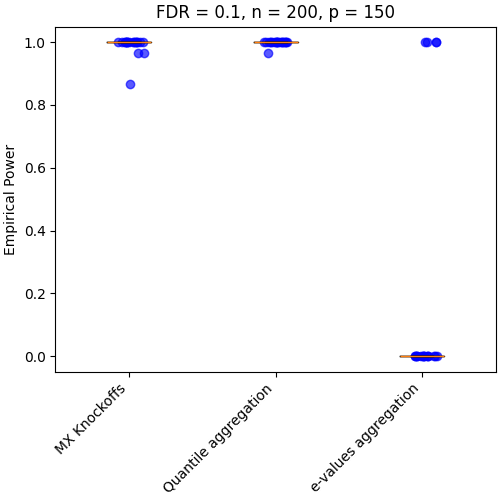 FDR = 0.1, n = 200, p = 150
Empirical Power
1.0
0.8
0.6
0.4
0.2
0.0
MX Knockoffs
Quantile aggregation
e-values aggregation